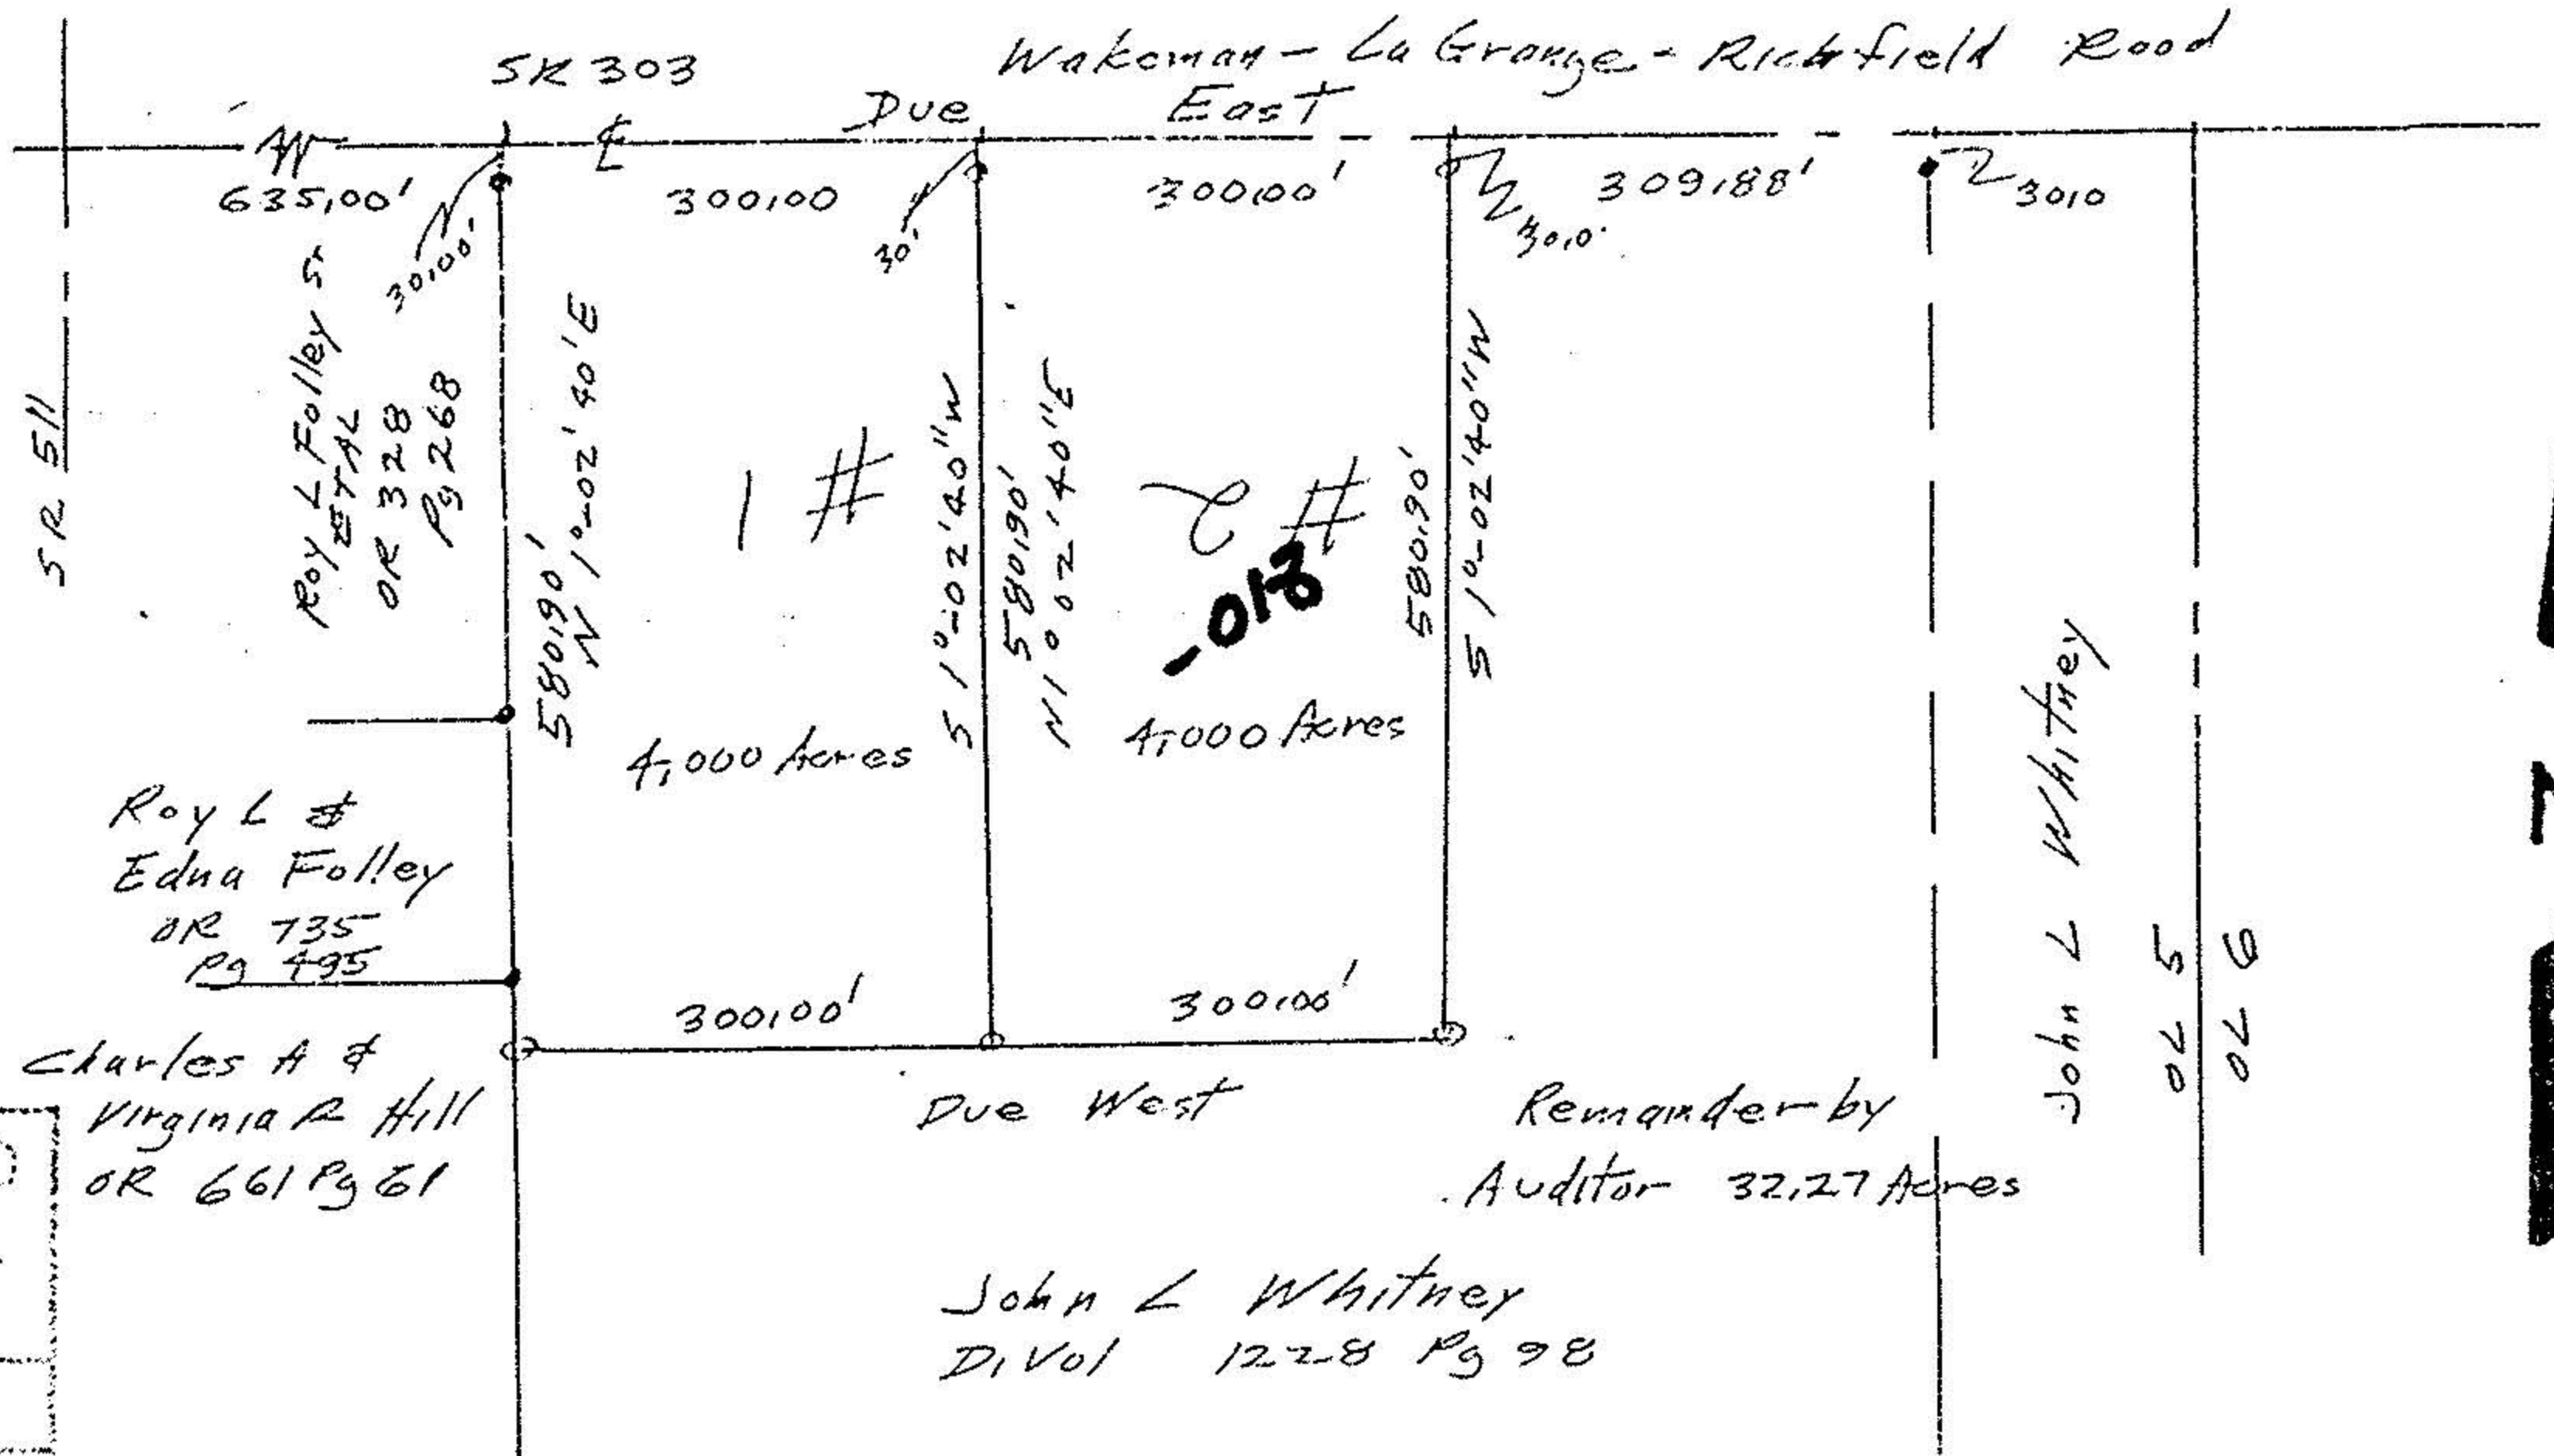 SR 303
Wakeman - La Grange - Richfield Road
Due East
635.00'
300.00
300.00'
309.88'
30.00'
30'
30.0'
30.0
SR 511
Roy L Folley Sr
ETAL
OR 328
Pg 268
580.90'
N 1°-02'40'E
1 #
S 1°-02'40"W
580.90'
N 1° 02'40"E
2 #
580.90'
S 1°-02'40"W
4.000 Acres
4.000 Acres
Roy L &
Edna Folley
OR 735
Pg 495
300.00'
300.00'
Charles A &
Virginia R Hill
OR 661 Pg 61
Due West
Remainder by
Auditor 32.27 Acres
John L Whitney
OL 5
OL 6
John L Whitney
D. Vol 1228 Pg 98